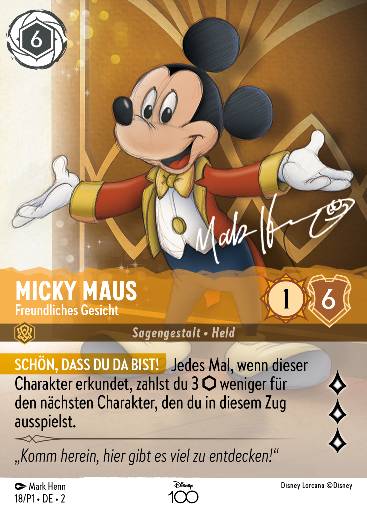 6
Mark Henn
MICKY MAUS
Freundliches Gesicht
1
6
Sagengestalt • Held
SCHÖN, DASS DU DA BIST! Jedes Mal, wenn dieser
Charakter erkundet, zahlst du 3 ⬡ weniger für
den nächsten Charakter, den du in diesem Zug
ausspielst.
„Komm herein, hier gibt es viel zu entdecken!“
Mark Henn
18/P1 • DE • 2
Disney
100
Disney Lorcana ©Disney